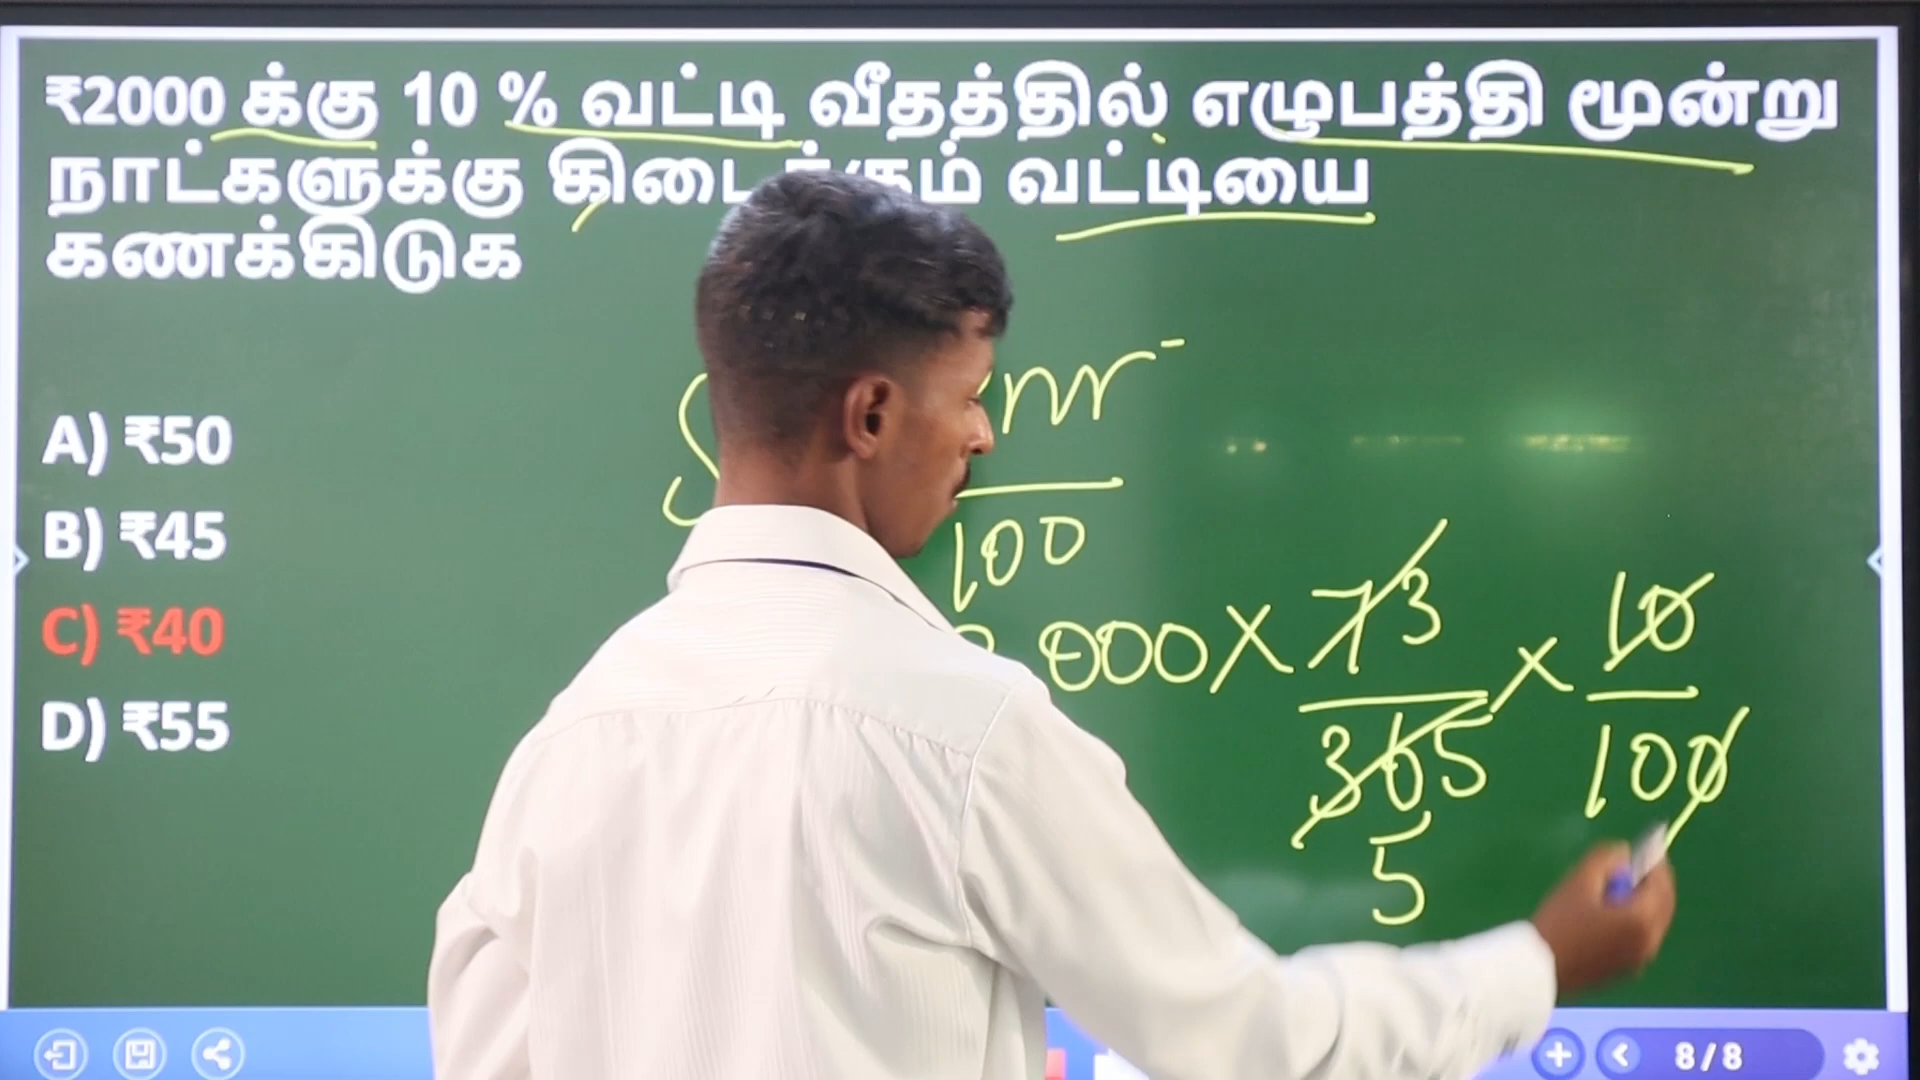 ₹2000 க்கு 10 % வட்டி வீதத்தில் எழுபத்தி மூன்று
நாட்களுக்கு கிடைக்கும் வட்டியை
கணக்கிடுக
A) ₹50
B) ₹45
C) ₹40
D) ₹55
S nr
100
000 × 73 × 10
365 100
5
8/8